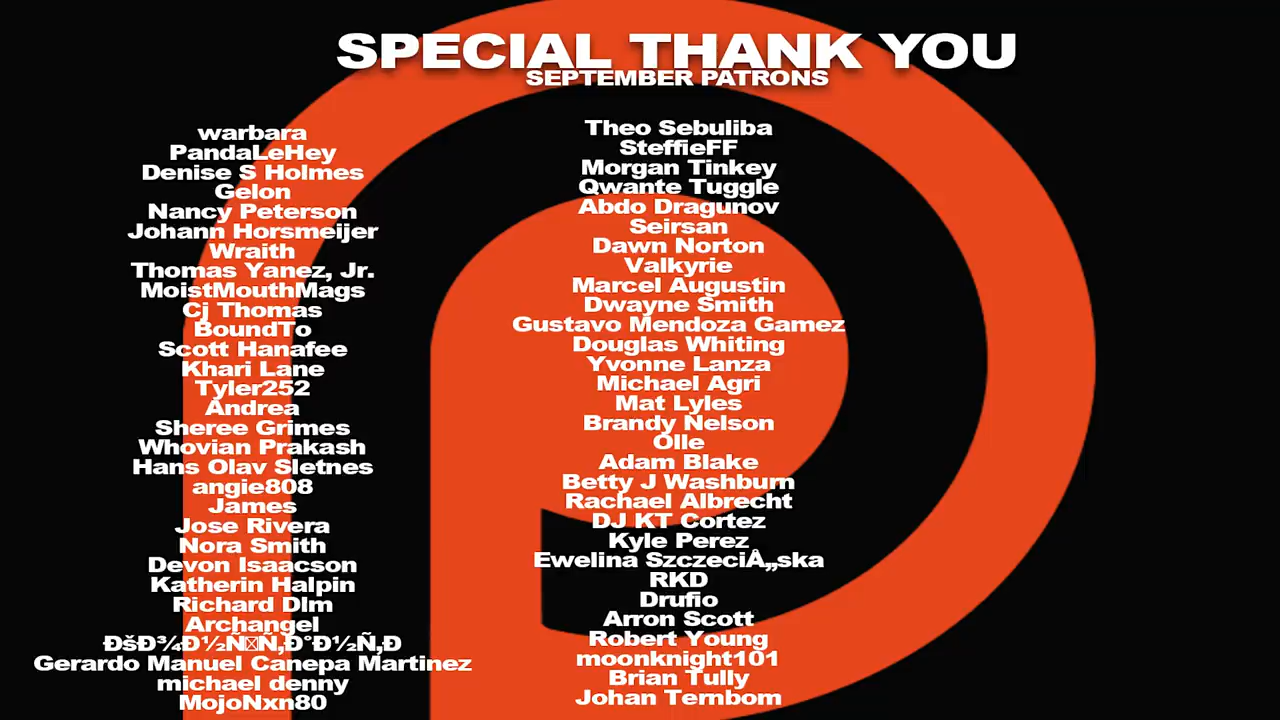 SPECIAL THANK YOU
SEPTEMBER PATRONS
warbara
PandaLeHey
Denise S Holmes
Gelon
Nancy Peterson
Johann Horsmeijer
Wraith
Thomas Yanez, Jr.
MoistMouthMags
Cj Thomas
BoundTo
Scott Hanafee
Khari Lane
Tyler252
Andrea
Sheree Grimes
Whovian Prakash
Hans Olav Sletnes
angie808
James
Jose Rivera
Nora Smith
Devon Isaacson
Katherin Halpin
Richard Dlm
Archangel
Gerardo Manuel Canepa Martinez
michael denny
MojoNxn80
Theo Sebuliba
SteffieFF
Morgan Tinkey
Qwante Tuggle
Abdo Dragunov
Seirsan
Dawn Norton
Valkyrie
Marcel Augustin
Dwayne Smith
Gustavo Mendoza Gamez
Douglas Whiting
Yvonne Lanza
Michael Agri
Mat Lyles
Brandy Nelson
Olle
Adam Blake
Betty J Washburn
Rachael Albrecht
DJ KT Cortez
Kyle Perez
Ewelina SzczeciÅ„ska
RKD
Drufio
Arron Scott
Robert Young
moonknight101
Brian Tully
Johan Ternbom